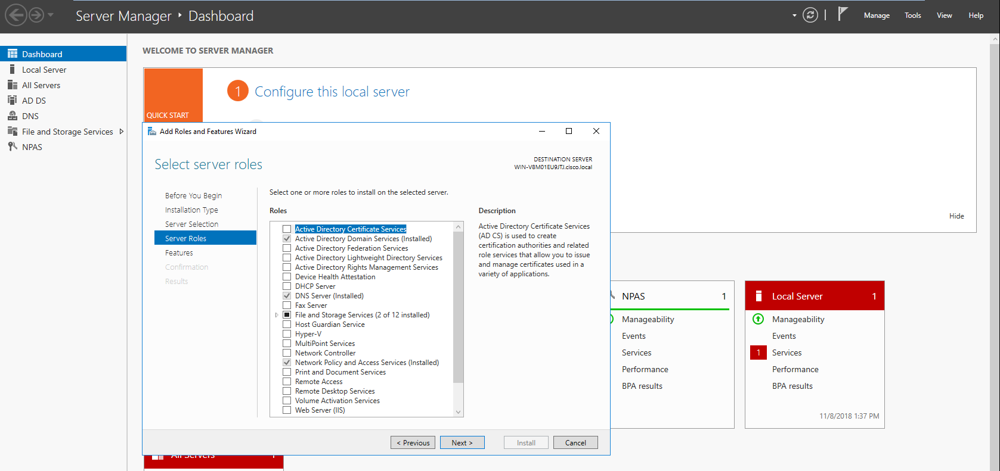 Server Manager ‣ Dashboard
Manage Tools View Help
Dashboard
Local Server
All Servers
AD DS
DNS
File and Storage Services
NPAS
WELCOME TO SERVER MANAGER
QUICK START
1 Configure this local server
Hide
Add Roles and Features Wizard
Select server roles
DESTINATION SERVER
WIN-V8M01EU9JTJ.cisco.local
Before You Begin
Installation Type
Server Selection
Server Roles
Features
Confirmation
Results
Select one or more roles to install on the selected server.
Roles
Active Directory Certificate Services
Active Directory Domain Services (Installed)
Active Directory Federation Services
Active Directory Lightweight Directory Services
Active Directory Rights Management Services
Device Health Attestation
DHCP Server
DNS Server (Installed)
Fax Server
File and Storage Services (2 of 12 installed)
Host Guardian Service
Hyper-V
MultiPoint Services
Network Controller
Network Policy and Access Services (Installed)
Print and Document Services
Remote Access
Remote Desktop Services
Volume Activation Services
Web Server (IIS)
Description
Active Directory Certificate Services
(AD CS) is used to create
certification authorities and related
role services that allow you to issue
and manage certificates used in a
variety of applications.
< Previous Next > Install Cancel
NPAS 1
Manageability
Events
Services
Performance
BPA results
Local Server 1
Manageability
Events
1 Services
Performance
BPA results
11/8/2018 1:37 PM
All Servers 1